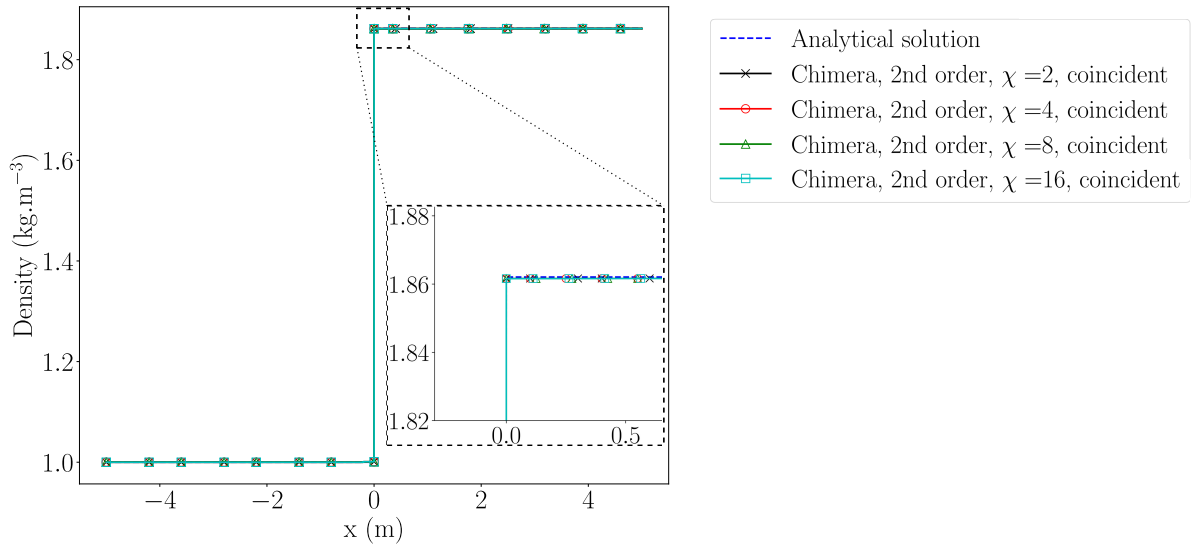 Density (kg.m−3)
1.8
1.6
1.4
1.2
1.0
−4 −2 0 2 4
x (m)
1.88
1.86
1.84
1.82
0.0 0.5
Analytical solution
Chimera, 2nd order, χ =2, coincident
Chimera, 2nd order, χ =4, coincident
Chimera, 2nd order, χ =8, coincident
Chimera, 2nd order, χ =16, coincident